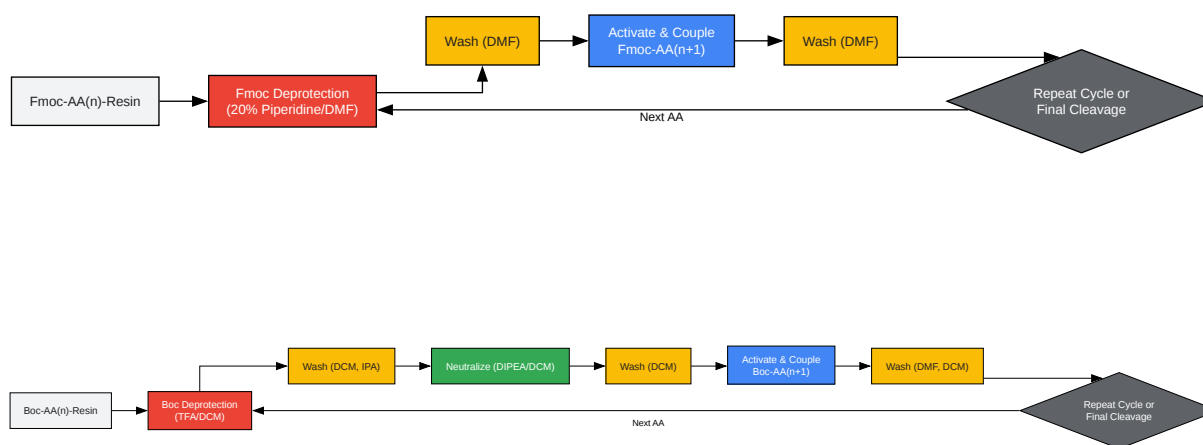 Wash (DMF)
Activate & Couple
Fmoc-AA(n+1)
Wash (DMF)
Fmoc-AA(n)-Resin
Fmoc Deprotection
(20% Piperidine/DMF)
Repeat Cycle or
Final Cleavage
Next AA
Wash (DCM, IPA)
Neutralize (DIPEA/DCM)
Wash (DCM)
Activate & Couple
Boc-AA(n+1)
Wash (DMF, DCM)
Boc-AA(n)-Resin
Boc Deprotection
(TFA/DCM)
Repeat Cycle or
Final Cleavage
Next AA